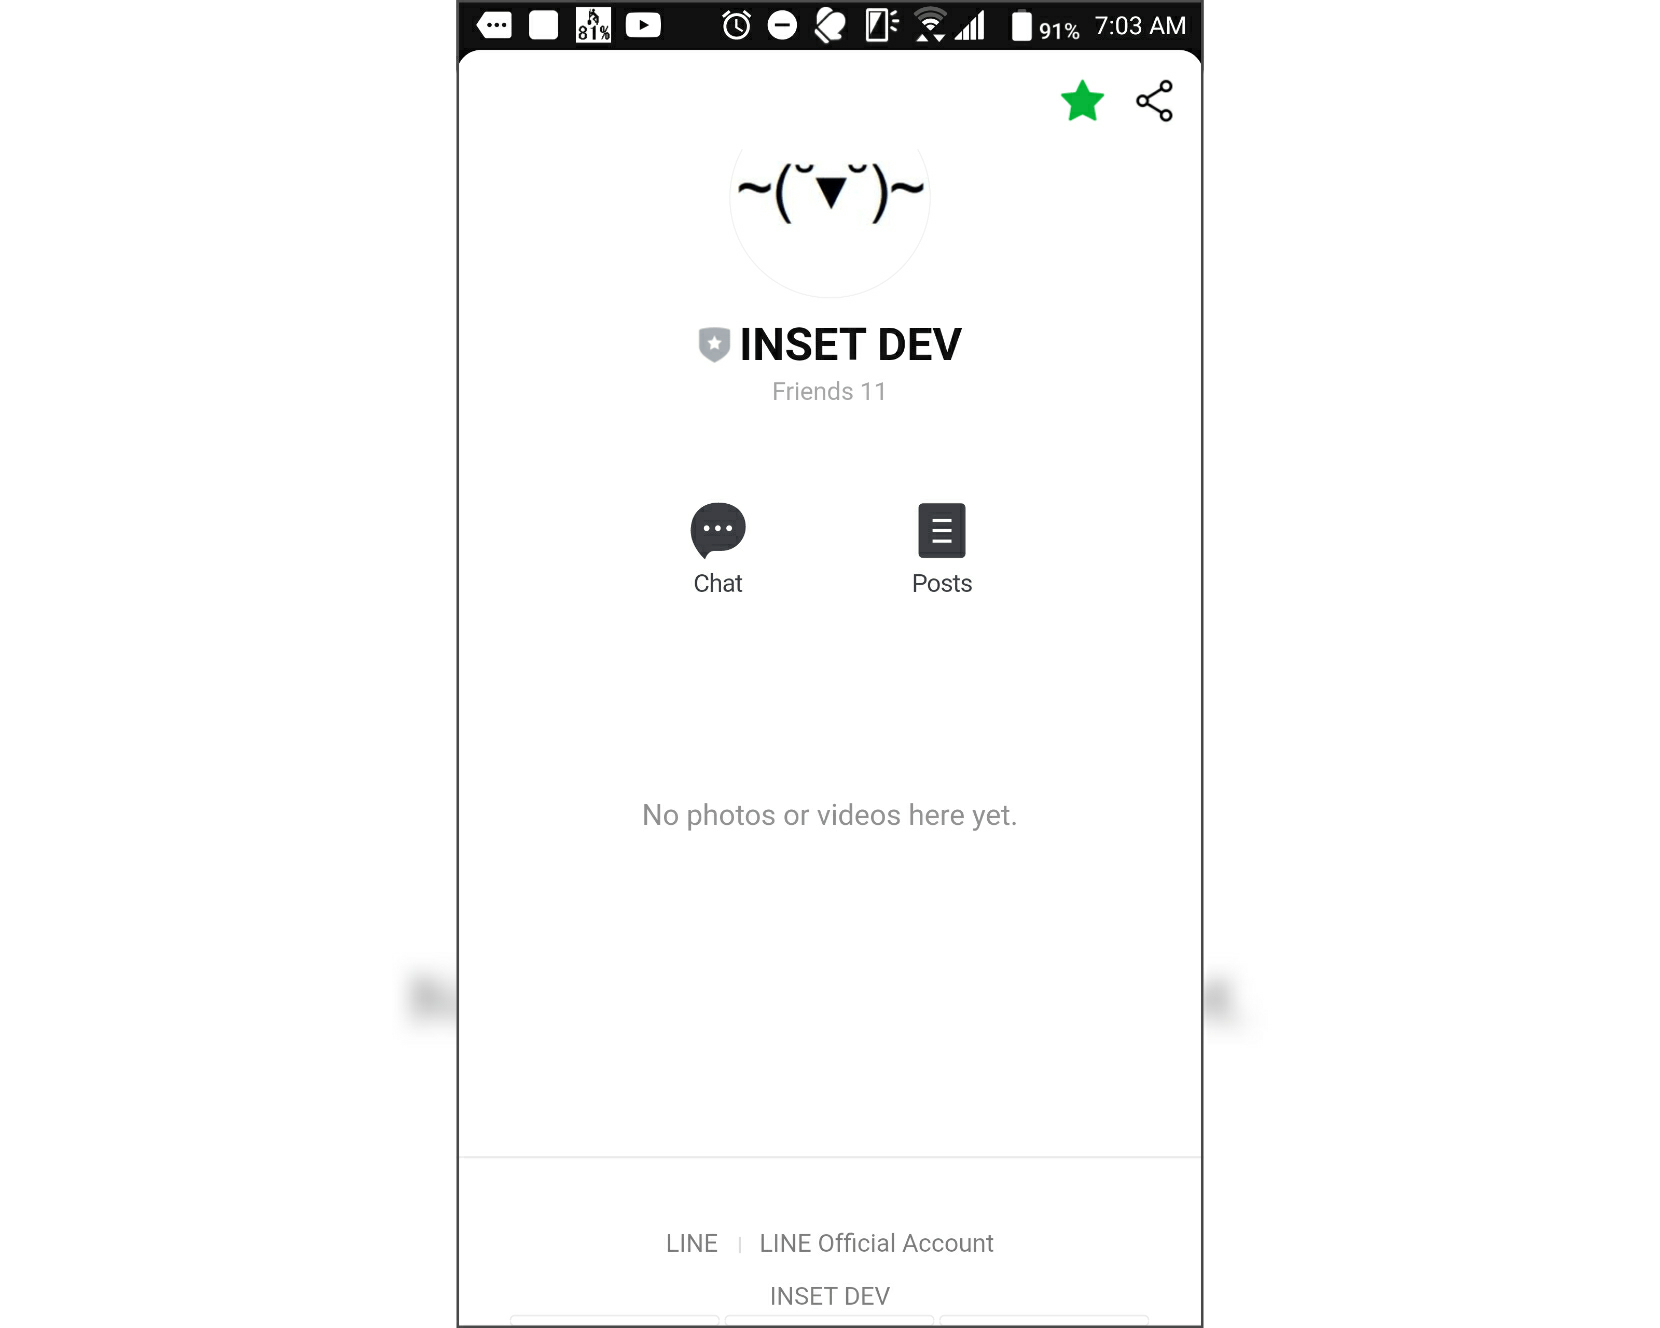 81%
91% 7:03 AM
~(˘▼˘)~
INSET DEV
Friends 11
Chat Posts
No photos or videos here yet.
LINE | LINE Official Account
INSET DEV